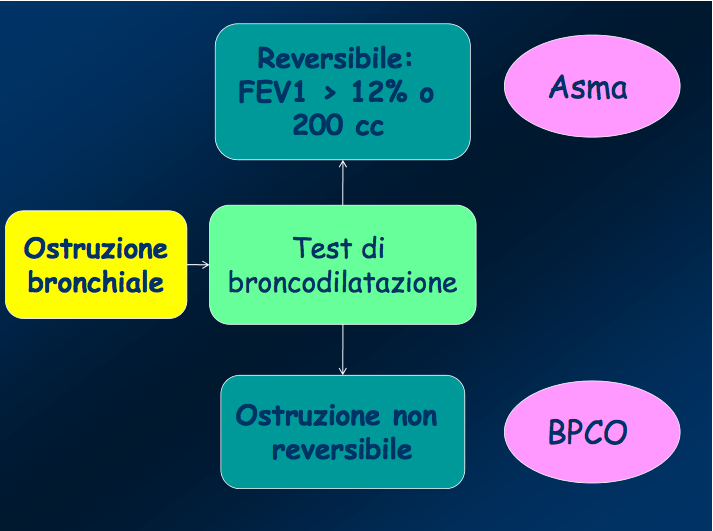 Reversibile:
FEV1 > 12% o
200 cc
Asma
Ostruzione
bronchiale
Test di
broncodilatazione
Ostruzione non
reversibile
BPCO